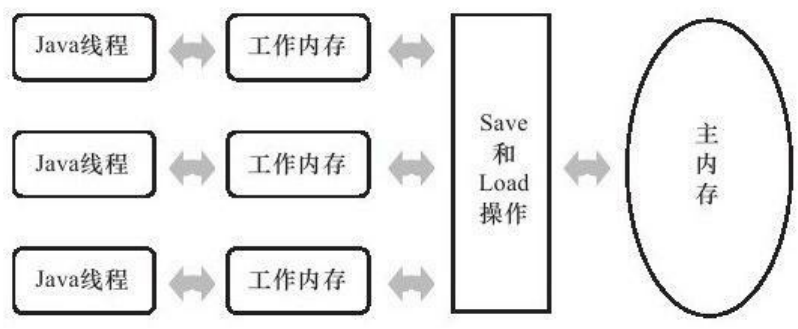 Java线程
工作内存
Java线程
工作内存
Java线程
工作内存
Save
和
Load
操作
主
内
存